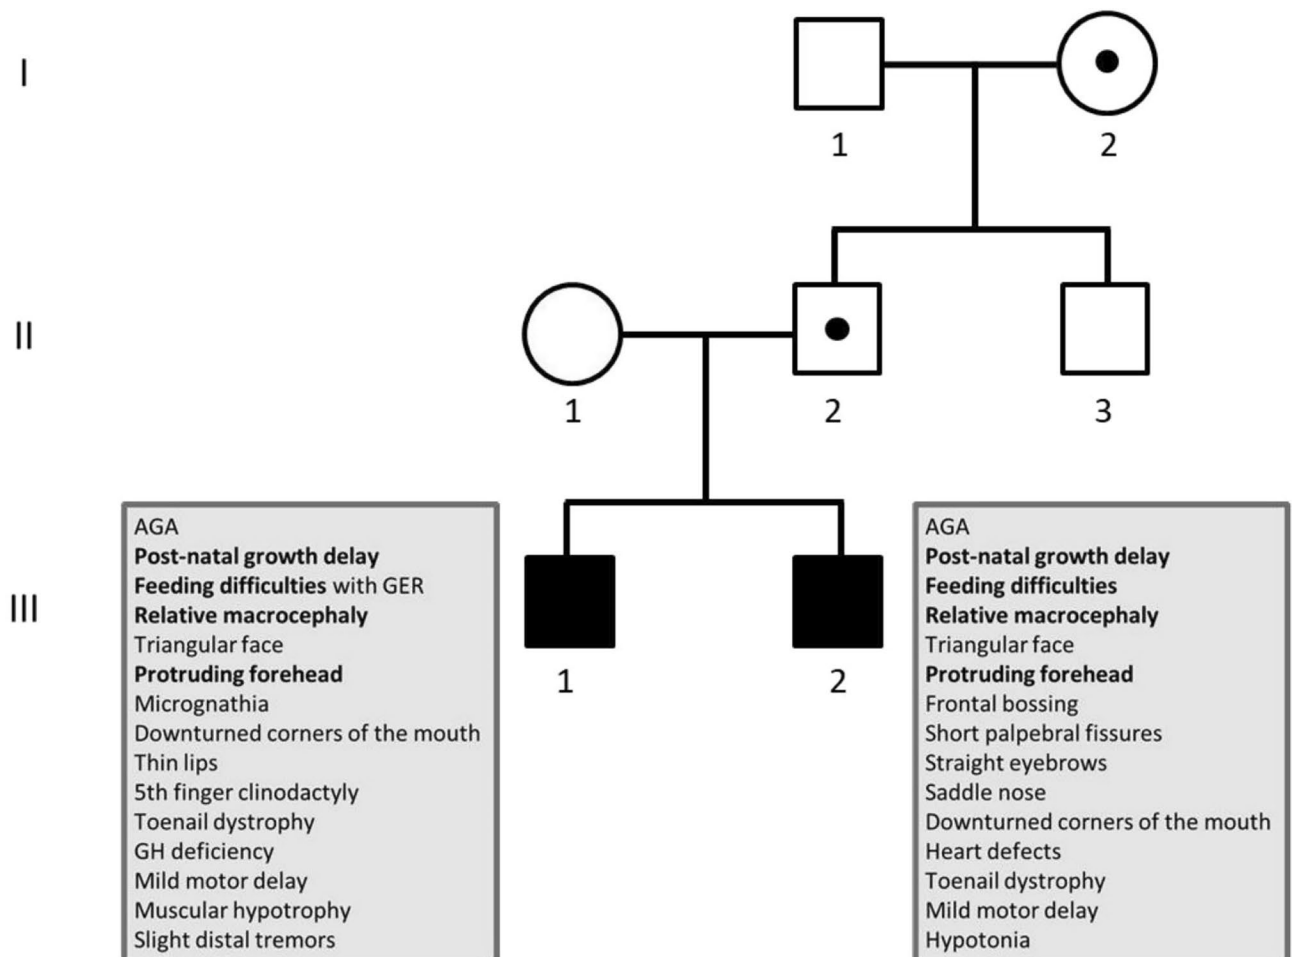 I
1
2
II
1
2
3
III
1
2
AGA
Post-natal growth delay
Feeding difficulties with GER
Relative macrocephaly
Triangular face
Protruding forehead
Micrognathia
Downturned corners of the mouth
Thin lips
5th finger clinodactyly
Toenail dystrophy
GH deficiency
Mild motor delay
Muscular hypotrophy
Slight distal tremors
AGA
Post-natal growth delay
Feeding difficulties
Relative macrocephaly
Triangular face
Protruding forehead
Frontal bossing
Short palpebral fissures
Straight eyebrows
Saddle nose
Downturned corners of the mouth
Heart defects
Toenail dystrophy
Mild motor delay
Hypotonia